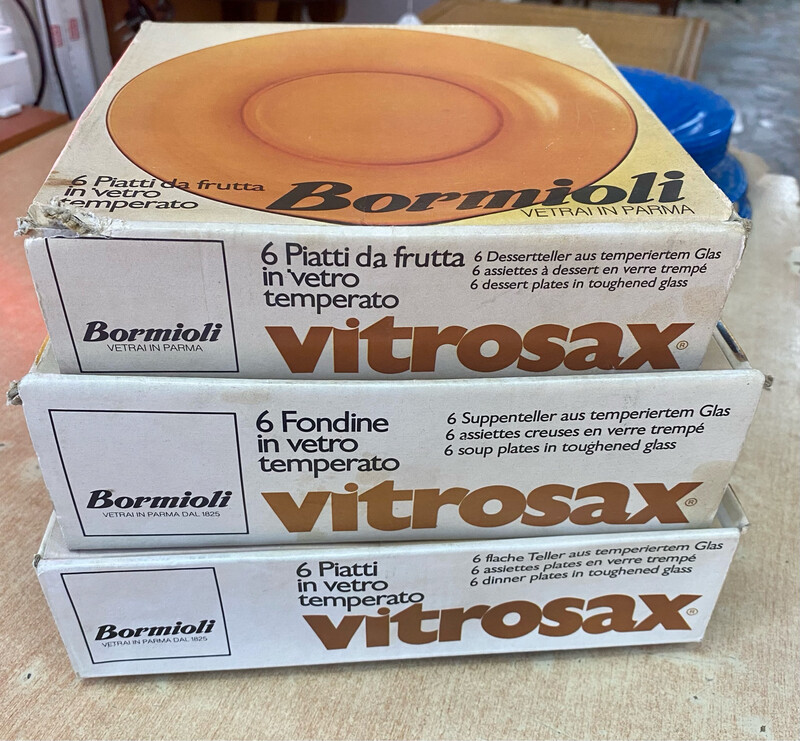 6 Piatti da frutta
in vetro
temperato
Bormioli
VETRAI IN PARMA
6 Piatti da frutta
in vetro
temperato
6 Dessertteller aus temperiertem Glas
6 assiettes à dessert en verre trempé
6 dessert plates in toughened glass
Bormioli
VETRAI IN PARMA
vitrosax®
6 Fondine
in vetro
temperato
6 Suppenteller aus temperiertem Glas
6 assiettes creuses en verre trempé
6 soup plates in toughened glass
Bormioli
VETRAI IN PARMA DAL 1825
vitrosax®
6 Piatti
in vetro
temperato
6 flache Teller aus temperiertem Glas
6 assiettes plates en verre trempé
6 dinner plates in toughened glass
Bormioli
VETRAI IN PARMA DAL 1825
vitrosax®